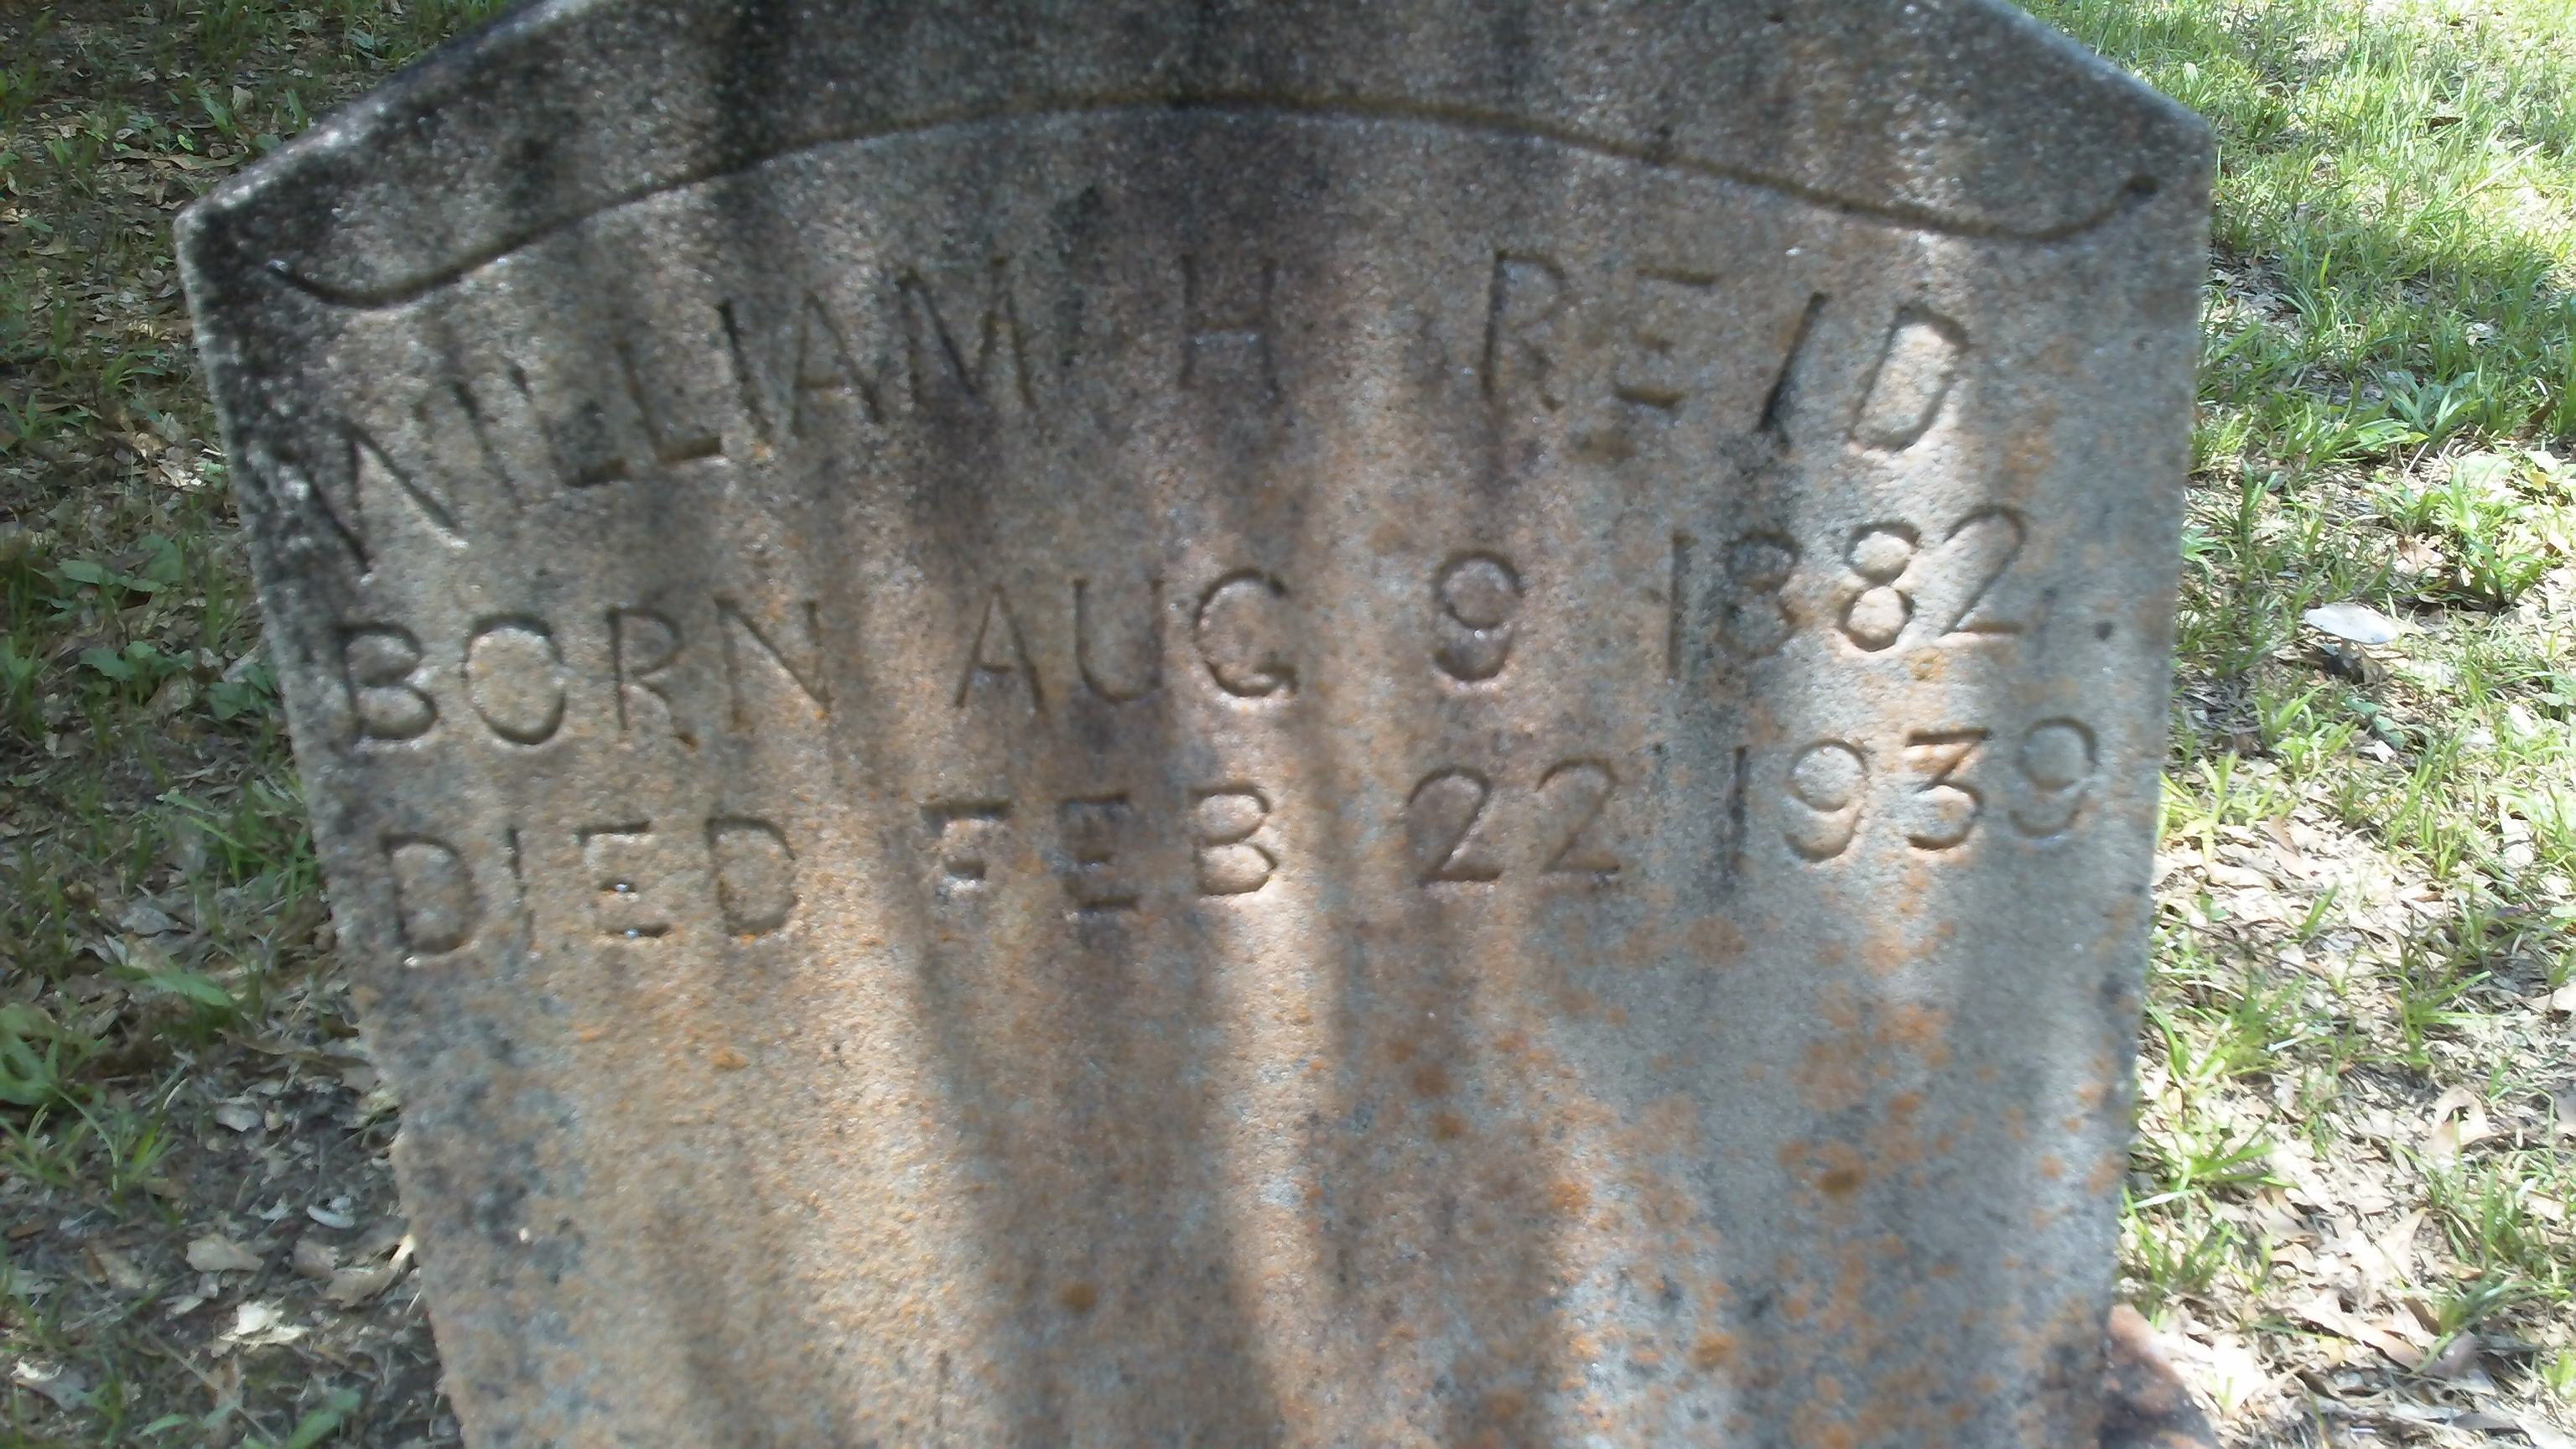 WILLIAM H REID
BORN AUG 9 1882
DIED FEB 22 1939